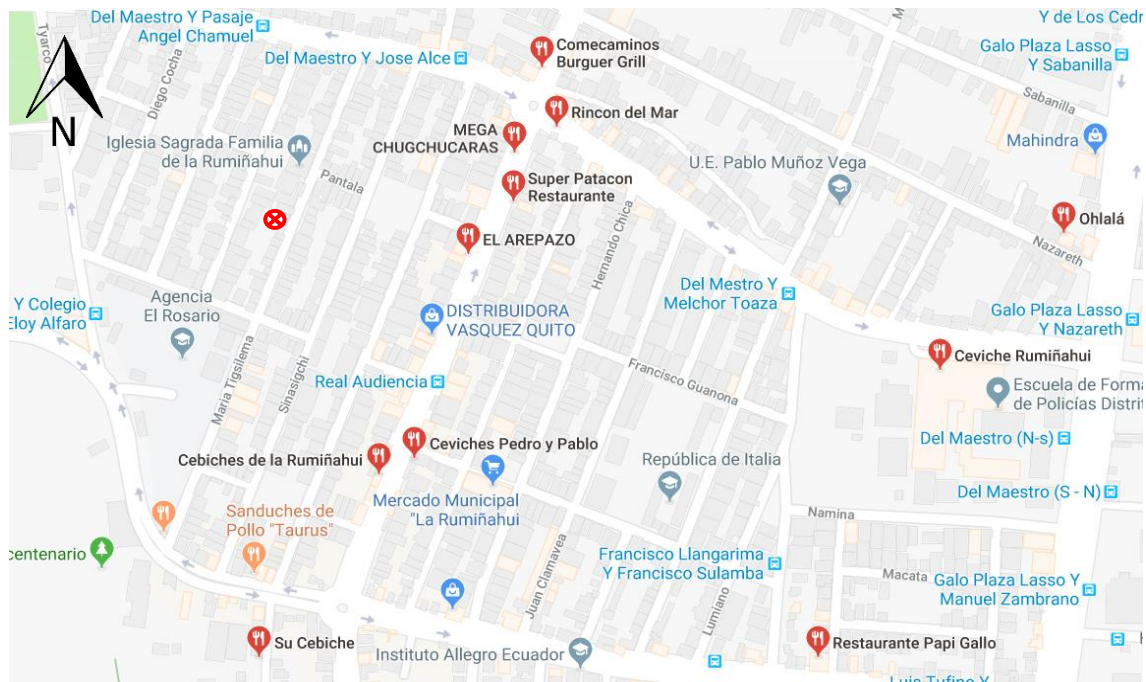 Del Maestro Y Pasaje
Angel Chamuel
Tyarco
Del Maestro Y Jose Alce
Comecaminos
Burguer Grill
Y de Los Cedr
Galo Plaza Lasso
Y Sabanilla
N
Diego Cocha
Rincon del Mar
Sabanilla
Iglesia Sagrada Familia
de la Rumiñahui
MEGA
CHUGCHUCARAS
Mahindra
U.E. Pablo Muñoz Vega
Pantala
Super Patacon
Restaurante
Hernando Chica
Ohlalá
EL AREPAZO
Nazareth
Y Colegio
Eloy Alfaro
Agencia
El Rosario
DISTRIBUIDORA
VASQUEZ QUITO
Del Mestro Y
Melchor Toaza
Galo Plaza Lasso
Y Nazareth
Ceviche Rumiñahui
Maria Tigsilema
Sinasigchi
Real Audiencia
Francisco Guanona
Escuela de Forma
de Policías Distrit
Cebiches de la Rumiñahui
Ceviches Pedro y Pablo
Del Maestro (N-s)
República de Italia
Mercado Municipal
"La Rumiñahui
Del Maestro (S - N)
Sanduches de
Pollo "Taurus"
Namina
centenario
Juan Clamavea
Francisco Llangarima
Y Francisco Sulamba
Macata
Galo Plaza Lasso Y
Manuel Zambrano
Lumiano
Su Cebiche
Instituto Allegro Ecuador
Restaurante Papi Gallo
Luis Tufino Y